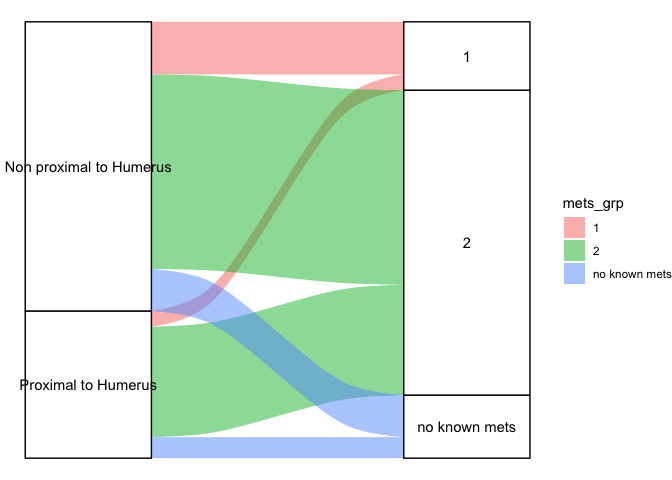 Non proximal to Humerus
Proximal to Humerus
1
2
no known mets
mets_grp
1
2
no known mets